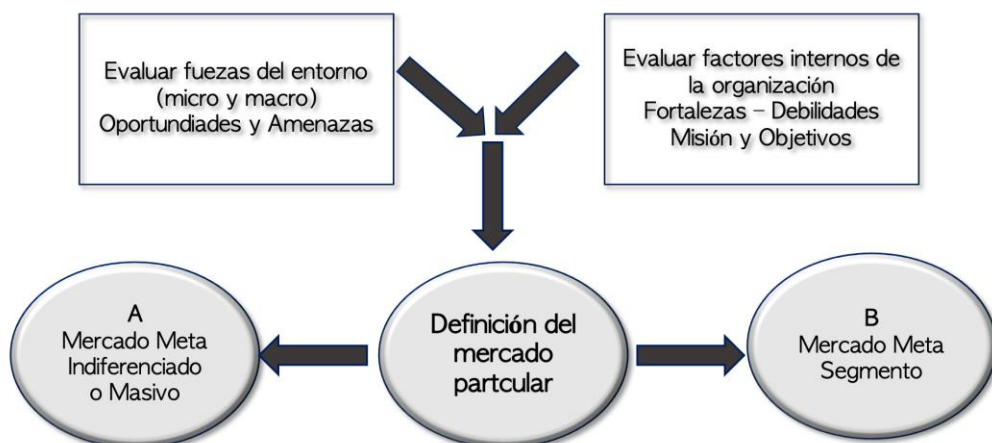 Evaluar fuezas del entorno
(micro y macro)
Oportundiades y Amenazas
Evaluar factores internos de
la organización
Fortalezas – Debilidades
Misión y Objetivos
A
Mercado Meta
Indiferenciado
o Masivo
Definición del
mercado
partcular
B
Mercado Meta
Segmento